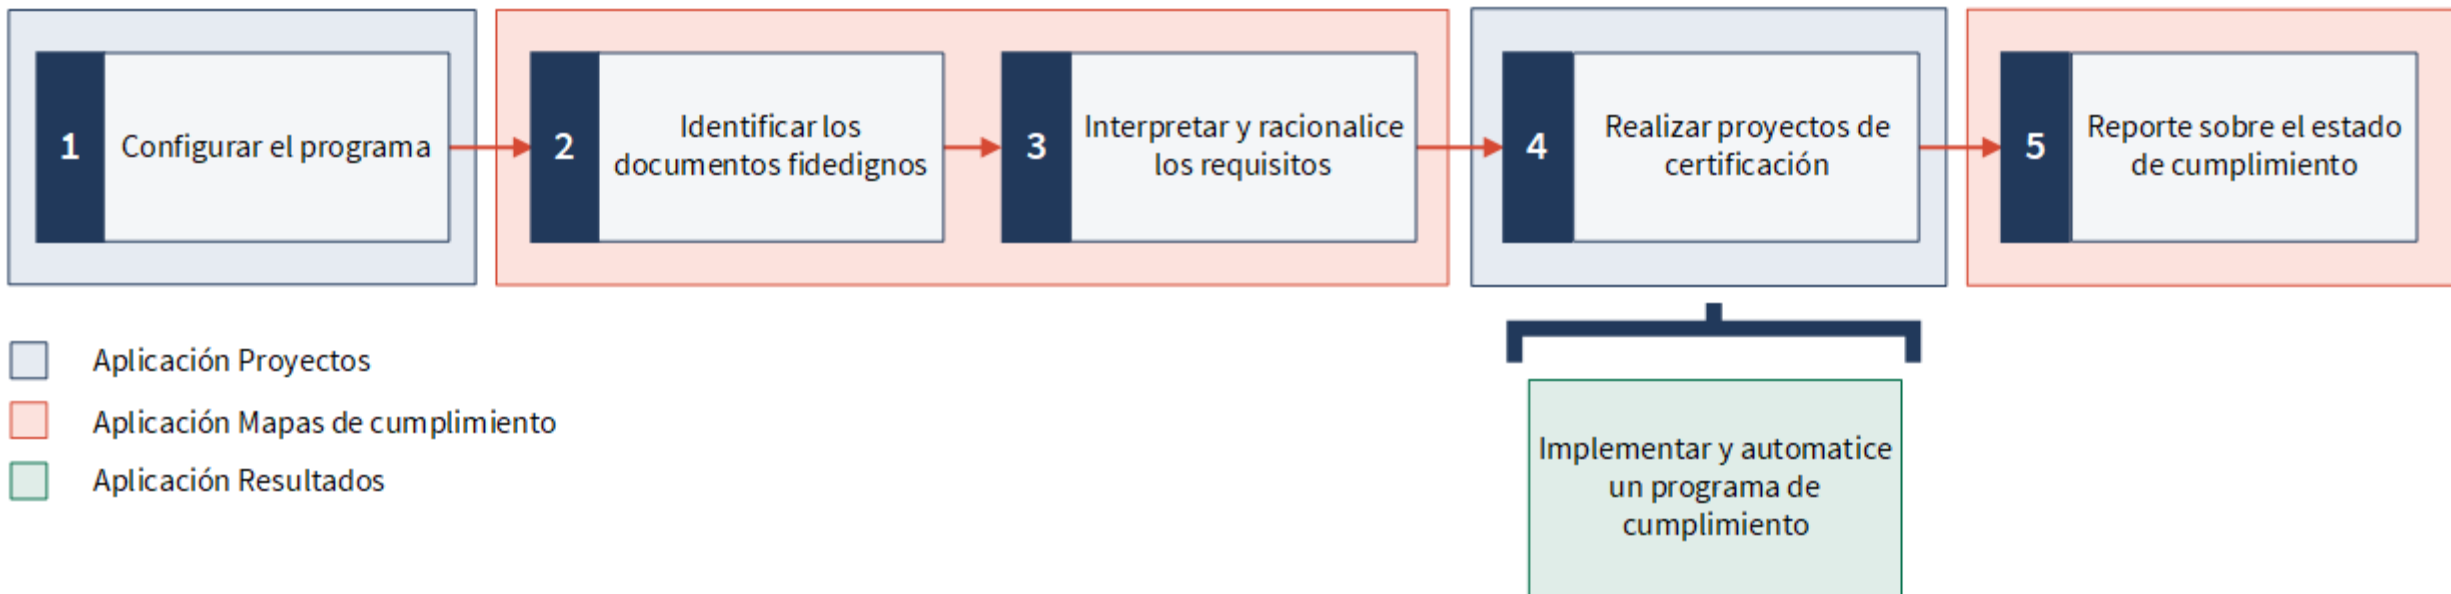 1
Configurar el programa
2
Identificar los
documentos fidedignos
3
Interpretar y racionalice
los requisitos
4
Realizar proyectos de
certificación
5
Reporte sobre el estado
de cumplimiento
Aplicación Proyectos
Aplicación Mapas de cumplimiento
Aplicación Resultados
Implementar y automatice
un programa de
cumplimiento